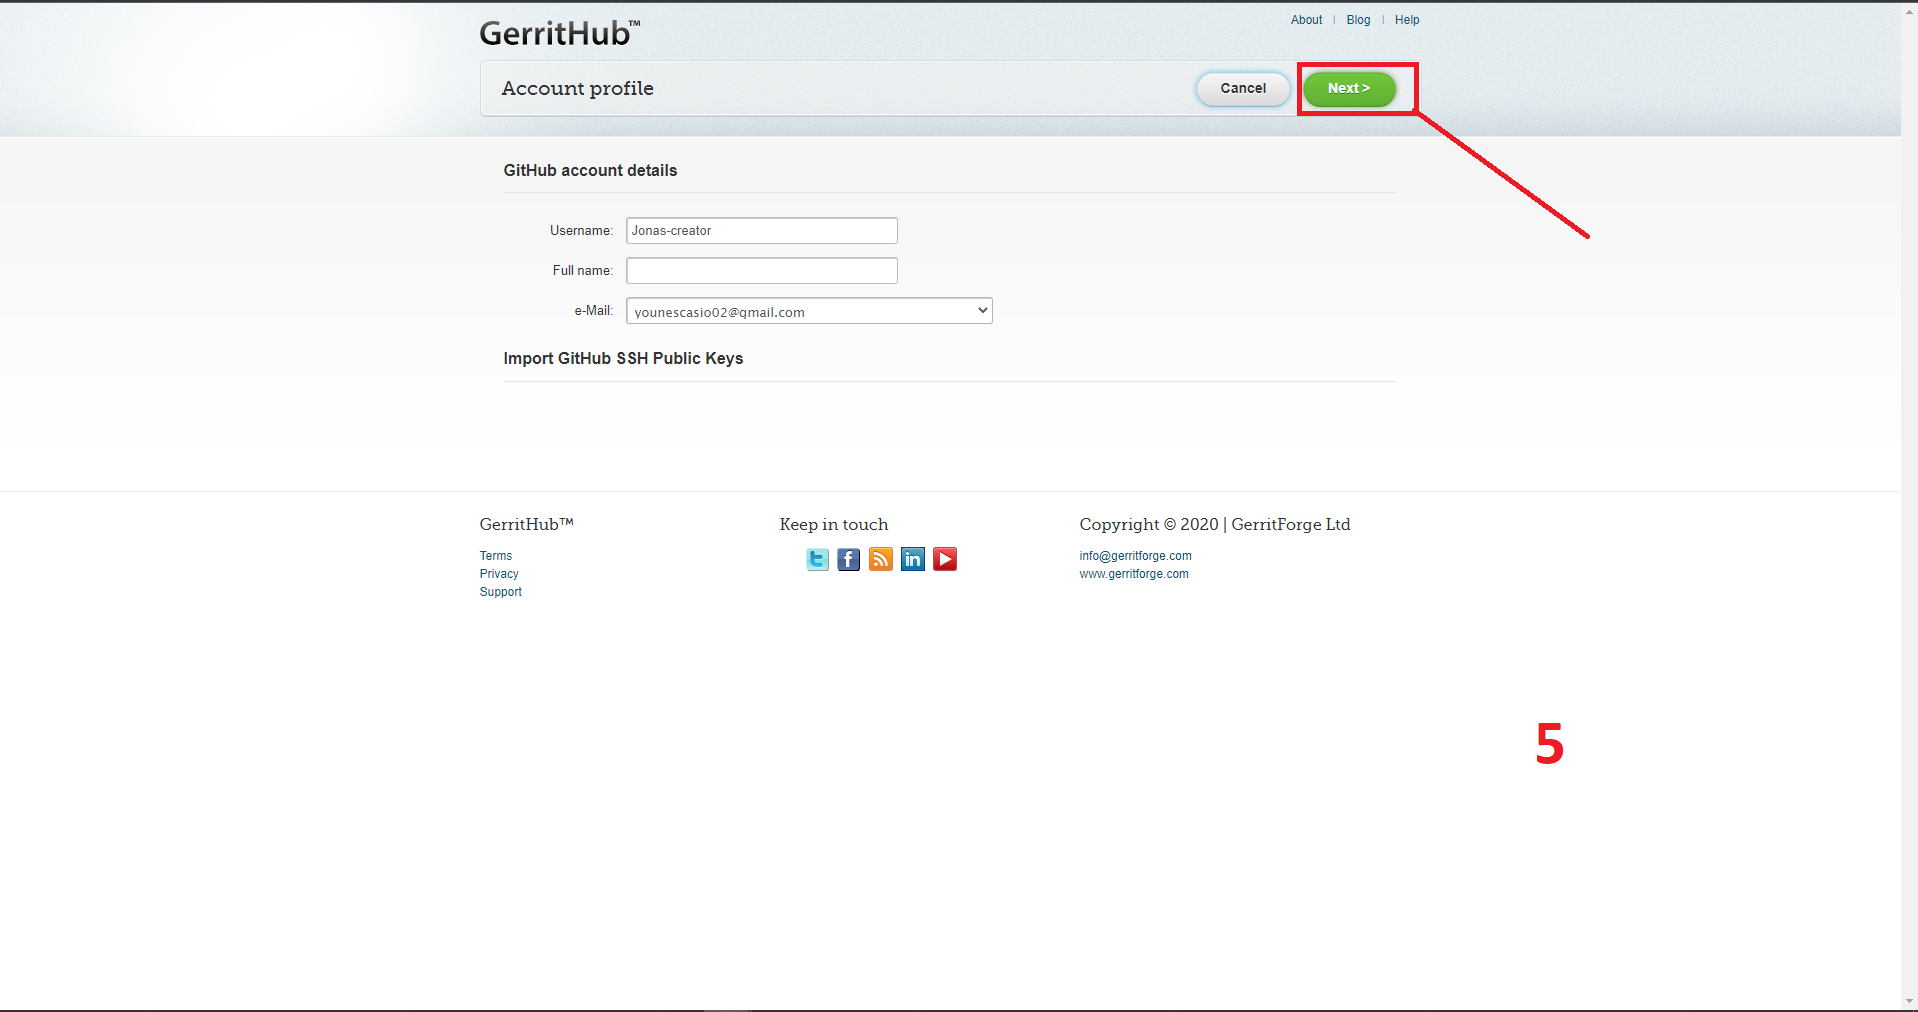 GerritHub™
About | Blog | Help
Account profile
Cancel
Next >
GitHub account details
Username: Jonas-creator
Full name:
e-Mail: younescasio02@gmail.com
Import GitHub SSH Public Keys
GerritHub™
Terms
Privacy
Support
Keep in touch
Copyright © 2020 | GerritForge Ltd
info@gerritforge.com
www.gerritforge.com
5